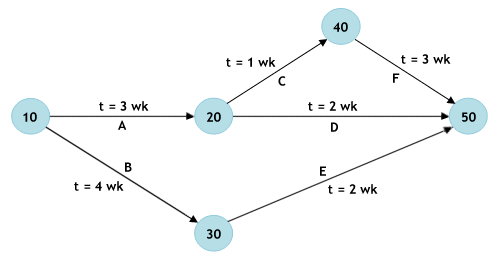 40
t = 1 wk
C
t = 3 wk
F
10
t = 3 wk
A
20
t = 2 wk
D
50
B
t = 4 wk
E
t = 2 wk
30